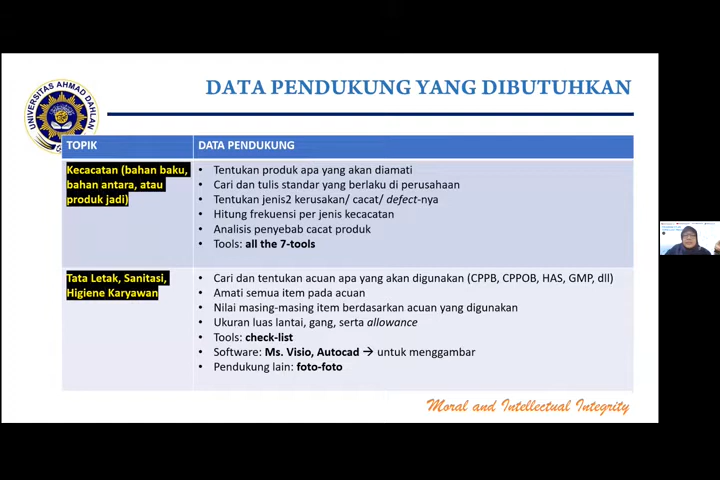 DATA PENDUKUNG YANG DIBUTUHKAN
UNIVERSITAS AHMAD DAHLAN
TOPIK
DATA PENDUKUNG
Kecacatan (bahan baku,
bahan antara, atau
produk jadi)
• Tentukan produk apa yang akan diamati
• Cari dan tulis standar yang berlaku di perusahaan
• Tentukan jenis2 kerusakan/ cacat/ defect-nya
• Hitung frekuensi per jenis kecacatan
• Analisis penyebab cacat produk
• Tools: all the 7-tools
Tata Letak, Sanitasi,
Higiene Karyawan
• Cari dan tentukan acuan apa yang akan digunakan (CPPB, CPPOB, HAS, GMP, dll)
• Amati semua item pada acuan
• Nilai masing-masing item berdasarkan acuan yang digunakan
• Ukuran luas lantai, gang, serta allowance
• Tools: check-list
• Software: Ms. Visio, Autocad → untuk menggambar
• Pendukung lain: foto-foto
Moral and Intellectual Integrity